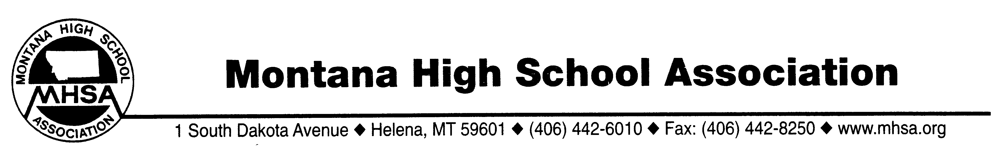 MONTANA HIGH SCHOOL
MHSA
ASSOCIATION
Montana High School Association
1 South Dakota Avenue ◆ Helena, MT 59601 ◆ (406) 442-6010 ◆ Fax: (406) 442-8250 ◆ www.mhsa.org